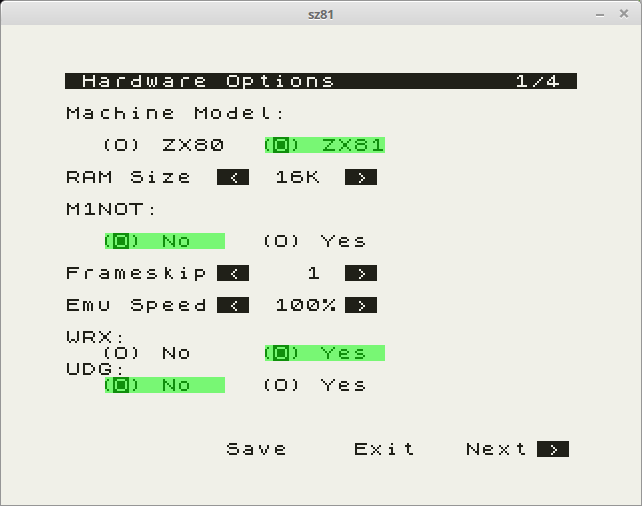 sz81
Hardware Options 1/4
Machine Model:
(O) ZX80 (O) ZX81
RAM Size < 16K >
M1NOT:
(O) No (O) Yes
Frameskip < 1 >
Emu Speed < 100% >
WRX:
(O) No (O) Yes
UDG:
(O) No (O) Yes
Save Exit Next >